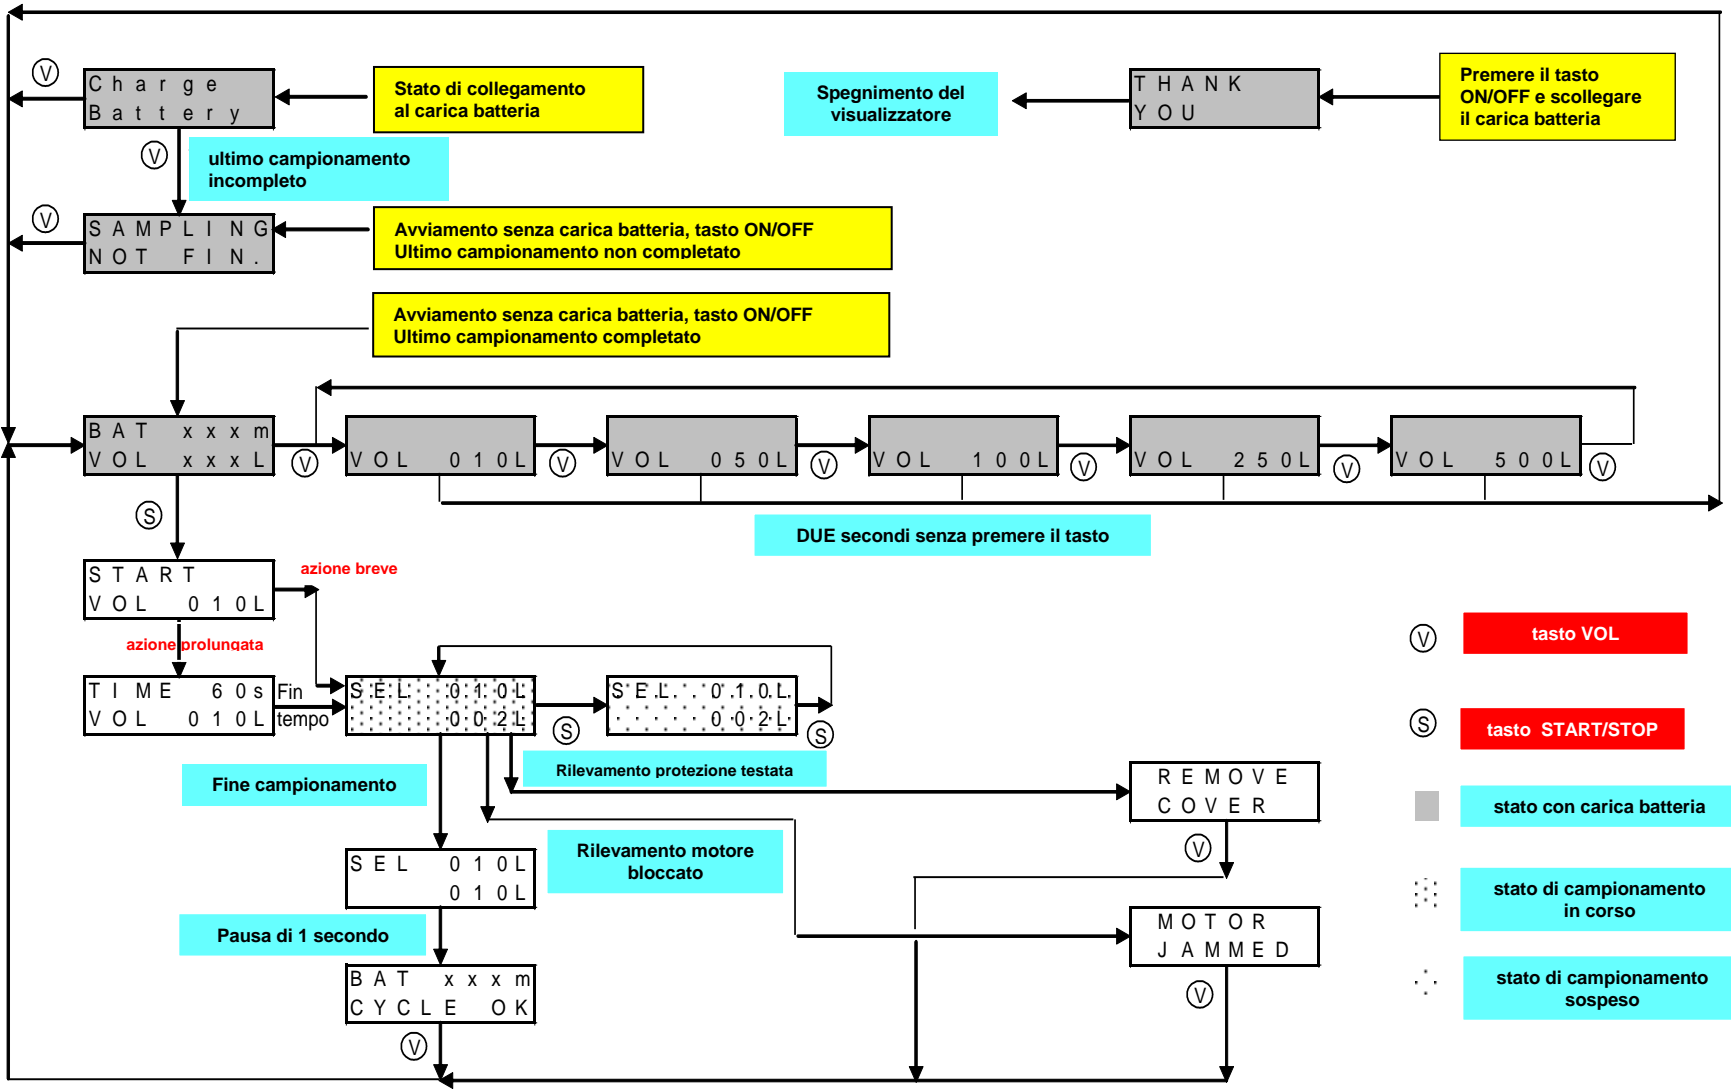 Ⓥ
Charge
Battery
Stato di collegamento
al carica batteria
Spegnimento del
visualizzatore
THANK
YOU
Premere il tasto
ON/OFF e scollegare
il carica batteria
Ⓥ
ultimo campionamento
incompleto
Ⓥ
SAMPLING
NOT FIN.
Avviamento senza carica batteria, tasto ON/OFF
Ultimo campionamento non completato
Avviamento senza carica batteria, tasto ON/OFF
Ultimo campionamento completato
BAT xxxm
VOL xxxL
Ⓥ
VOL 010L
Ⓥ
VOL 050L
Ⓥ
VOL 100L
Ⓥ
VOL 250L
Ⓥ
VOL 500L
Ⓥ
Ⓢ
DUE secondi senza premere il tasto
START
VOL 010L
azione breve
azione prolungata
TIME 60s
VOL 010L
Fin
tempo
SEL 010L
002L
Ⓢ
SEL 010L
002L
Ⓢ
Ⓥ
tasto VOL
Ⓢ
tasto START/STOP
Fine campionamento
Rilevamento protezione testata
REMOVE
COVER
Ⓥ
stato con carica batteria
SEL 010L
010L
Rilevamento motore
bloccato
stato di campionamento
in corso
Pausa di 1 secondo
MOTOR
JAMMED
Ⓥ
BAT xxxm
CYCLE OK
Ⓥ
stato di campionamento
sospeso